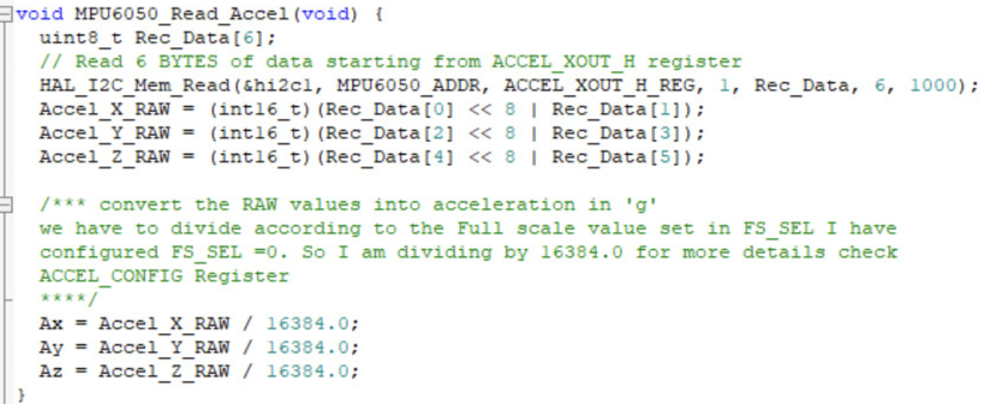 void MPU6050_Read_Accel(void) {
uint8_t Rec_Data[6];
// Read 6 BYTES of data starting from ACCEL_XOUT_H register
HAL_I2C_Mem_Read(&hi2c1, MPU6050_ADDR, ACCEL_XOUT_H_REG, 1, Rec_Data, 6, 1000);
Accel_X_RAW = (int16_t)(Rec_Data[0] << 8 | Rec_Data[1]);
Accel_Y_RAW = (int16_t)(Rec_Data[2] << 8 | Rec_Data[3]);
Accel_Z_RAW = (int16_t)(Rec_Data[4] << 8 | Rec_Data[5]);
/*** convert the RAW values into acceleration in 'g'
we have to divide according to the Full scale value set in FS_SEL I have
configured FS_SEL =0. So I am dividing by 16384.0 for more details check
ACCEL_CONFIG Register
****/
Ax = Accel_X_RAW / 16384.0;
Ay = Accel_Y_RAW / 16384.0;
Az = Accel_Z_RAW / 16384.0;
}